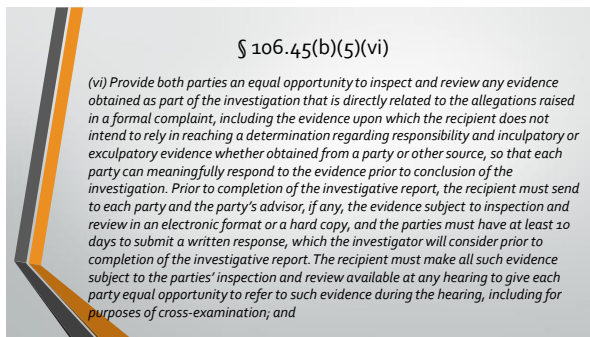 § 106.45(b)(5)(vi)
(vi) Provide both parties an equal opportunity to inspect and review any evidence
obtained as part of the investigation that is directly related to the allegations raised
in a formal complaint, including the evidence upon which the recipient does not
intend to rely in reaching a determination regarding responsibility and inculpatory or
exculpatory evidence whether obtained from a party or other source, so that each
party can meaningfully respond to the evidence prior to conclusion of the
investigation. Prior to completion of the investigative report, the recipient must send
to each party and the party's advisor, if any, the evidence subject to inspection and
review in an electronic format or a hard copy, and the parties must have at least 10
days to submit a written response, which the investigator will consider prior to
completion of the investigative report. The recipient must make all such evidence
subject to the parties' inspection and review available at any hearing to give each
party equal opportunity to refer to such evidence during the hearing, including for
purposes of cross-examination; and